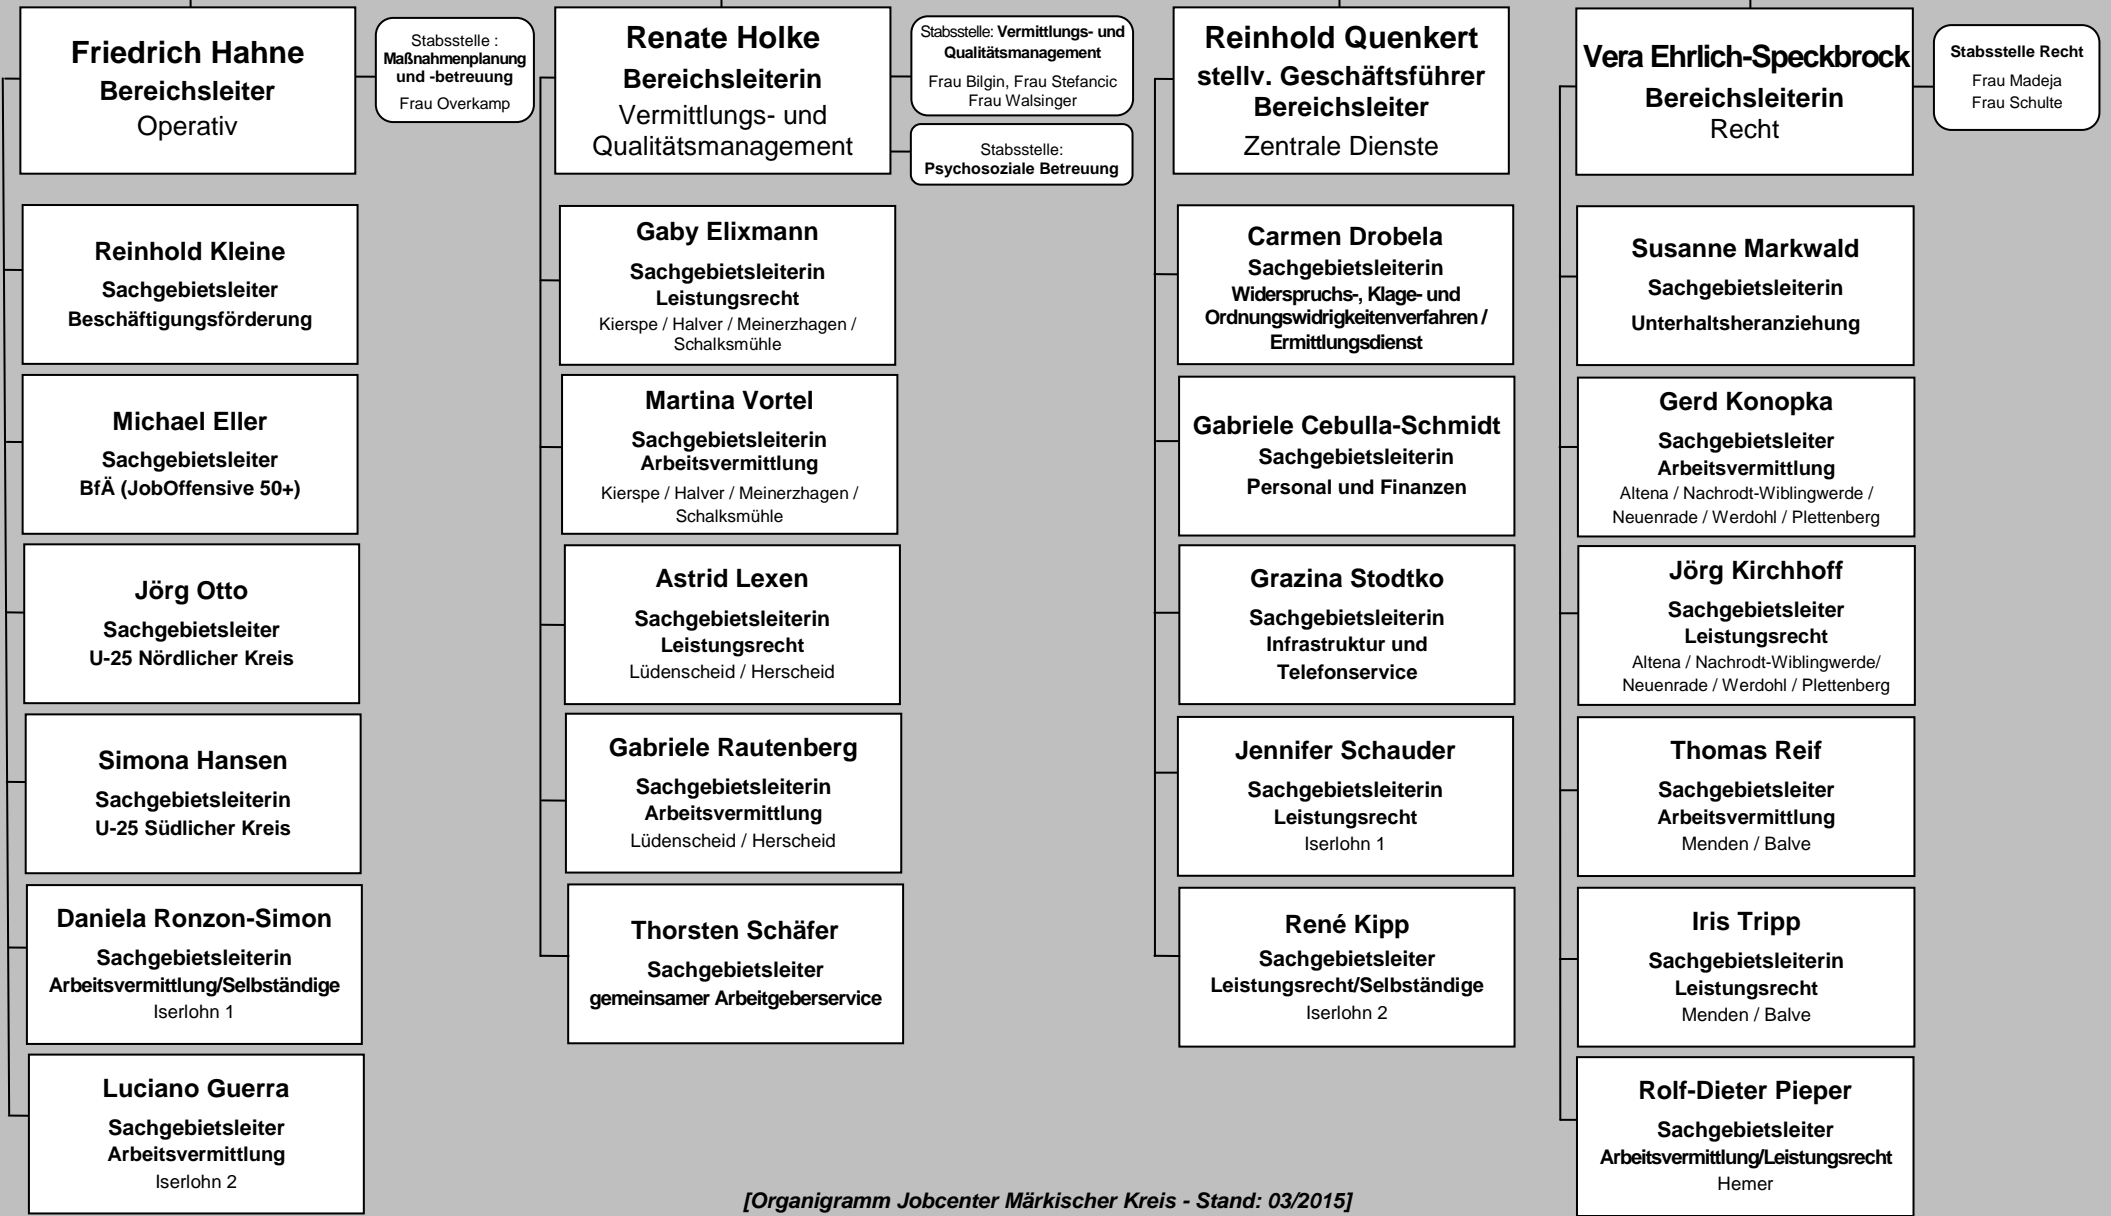 Friedrich Hahne
Bereichsleiter
Operativ
Stabsstelle :
Maßnahmenplanung
und -betreuung
Frau Overkamp
Reinhold Kleine
Sachgebietsleiter
Beschäftigungsförderung
Michael Eller
Sachgebietsleiter
BfÄ (JobOffensive 50+)
Jörg Otto
Sachgebietsleiter
U-25 Nördlicher Kreis
Simona Hansen
Sachgebietsleiterin
U-25 Südlicher Kreis
Daniela Ronzon-Simon
Sachgebietsleiterin
Arbeitsvermittlung/Selbständige
Iserlohn 1
Luciano Guerra
Sachgebietsleiter
Arbeitsvermittlung
Iserlohn 2
Renate Holke
Bereichsleiterin
Vermittlungs- und
Qualitätsmanagement
Stabsstelle: Vermittlungs- und
Qualitätsmanagement
Frau Bilgin, Frau Stefancic
Frau Walsinger
Stabsstelle:
Psychosoziale Betreuung
Gaby Elixmann
Sachgebietsleiterin
Leistungsrecht
Kierspe / Halver / Meinerzhagen /
Schalksmühle
Martina Vortel
Sachgebietsleiterin
Arbeitsvermittlung
Kierspe / Halver / Meinerzhagen /
Schalksmühle
Astrid Lexen
Sachgebietsleiterin
Leistungsrecht
Lüdenscheid / Herscheid
Gabriele Rautenberg
Sachgebietsleiterin
Arbeitsvermittlung
Lüdenscheid / Herscheid
Thorsten Schäfer
Sachgebietsleiter
gemeinsamer Arbeitgeberservice
Reinhold Quenkert
stellv. Geschäftsführer
Bereichsleiter
Zentrale Dienste
Carmen Drobela
Sachgebietsleiterin
Widerspruchs-, Klage- und
Ordnungswidrigkeitenverfahren /
Ermittlungsdienst
Gabriele Cebulla-Schmidt
Sachgebietsleiterin
Personal und Finanzen
Grazina Stodtko
Sachgebietsleiterin
Infrastruktur und
Telefonservice
Jennifer Schauder
Sachgebietsleiterin
Leistungsrecht
Iserlohn 1
René Kipp
Sachgebietsleiter
Leistungsrecht/Selbständige
Iserlohn 2
Vera Ehrlich-Speckbrock
Bereichsleiterin
Recht
Stabsstelle Recht
Frau Madeja
Frau Schulte
Susanne Markwald
Sachgebietsleiterin
Unterhaltsheranziehung
Gerd Konopka
Sachgebietsleiter
Arbeitsvermittlung
Altena / Nachrodt-Wiblingwerde /
Neuenrade / Werdohl / Plettenberg
Jörg Kirchhoff
Sachgebietsleiter
Leistungsrecht
Altena / Nachrodt-Wiblingwerde/
Neuenrade / Werdohl / Plettenberg
Thomas Reif
Sachgebietsleiter
Arbeitsvermittlung
Menden / Balve
Iris Tripp
Sachgebietsleiterin
Leistungsrecht
Menden / Balve
Rolf-Dieter Pieper
Sachgebietsleiter
Arbeitsvermittlung/Leistungsrecht
Hemer
[Organigramm Jobcenter Märkischer Kreis - Stand: 03/2015]